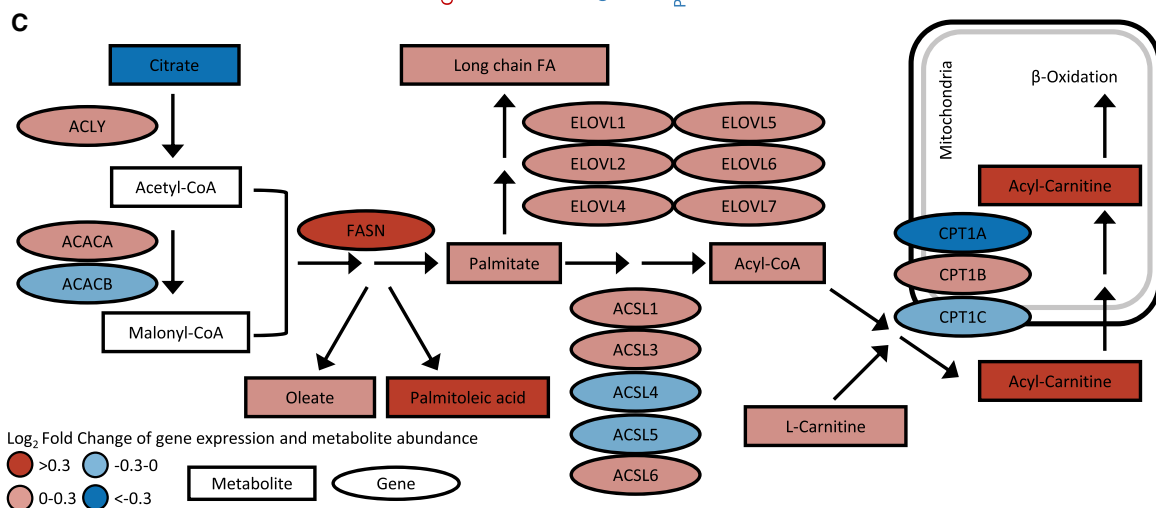 C
Citrate
ACLY
Acetyl-CoA
ACACA
ACACB
Malonyl-CoA
FASN
Oleate
Palmitoleic acid
Long chain FA
ELOVL1
ELOVL5
ELOVL2
ELOVL6
ELOVL4
ELOVL7
Palmitate
Acyl-CoA
ACSL1
ACSL3
ACSL4
ACSL5
ACSL6
L-Carnitine
Mitochondria
β-Oxidation
Acyl-Carnitine
CPT1A
CPT1B
CPT1C
Acyl-Carnitine
Log2 Fold Change of gene expression and metabolite abundance
>0.3
-0.3-0
0-0.3
<-0.3
Metabolite
Gene